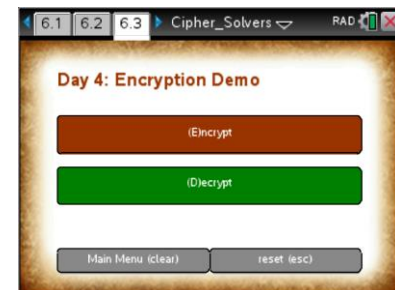 6.1 6.2 6.3 Cipher_Solvers RAD
Day 4: Encryption Demo
(E)ncrypt
(D)ecrypt
Main Menu (clear) reset (esc)